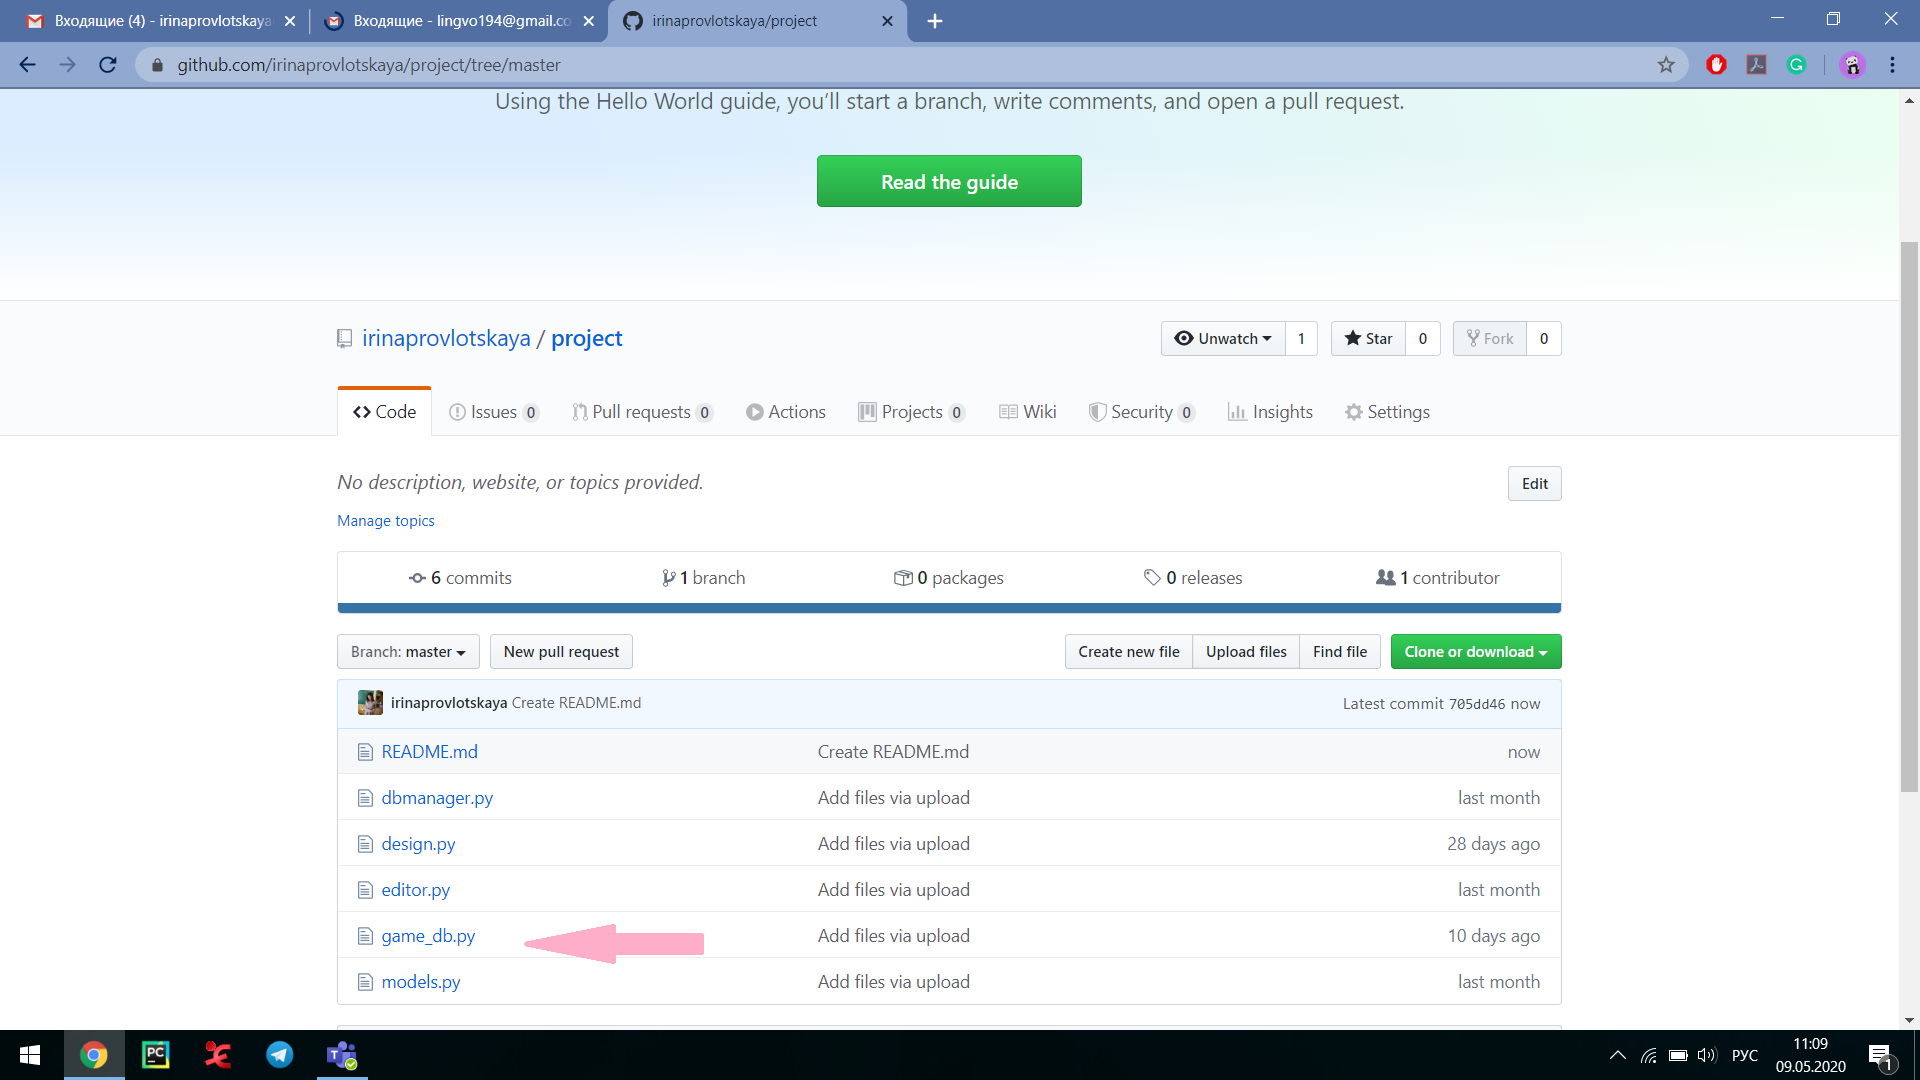 Входящие (4) - irinaprovlotskaya
Входящие - lingvo194@gmail.co
irinaprovlotskaya/project
github.com/irinaprovlotskaya/project/tree/master
Using the Hello World guide, you’ll start a branch, write comments, and open a pull request.
Read the guide
irinaprovlotskaya / project
Unwatch 1
Star 0
Fork 0
Code
Issues 0
Pull requests 0
Actions
Projects 0
Wiki
Security 0
Insights
Settings
No description, website, or topics provided.
Edit
Manage topics
6 commits
1 branch
0 packages
0 releases
1 contributor
Branch: master
New pull request
Create new file
Upload files
Find file
Clone or download
irinaprovlotskaya Create README.md
Latest commit 705dd46 now
README.md Create README.md now
dbmanager.py Add files via upload last month
design.py Add files via upload 28 days ago
editor.py Add files via upload last month
game_db.py Add files via upload 10 days ago
models.py Add files via upload last month
PC
T
РУС
11:09
09.05.2020
1